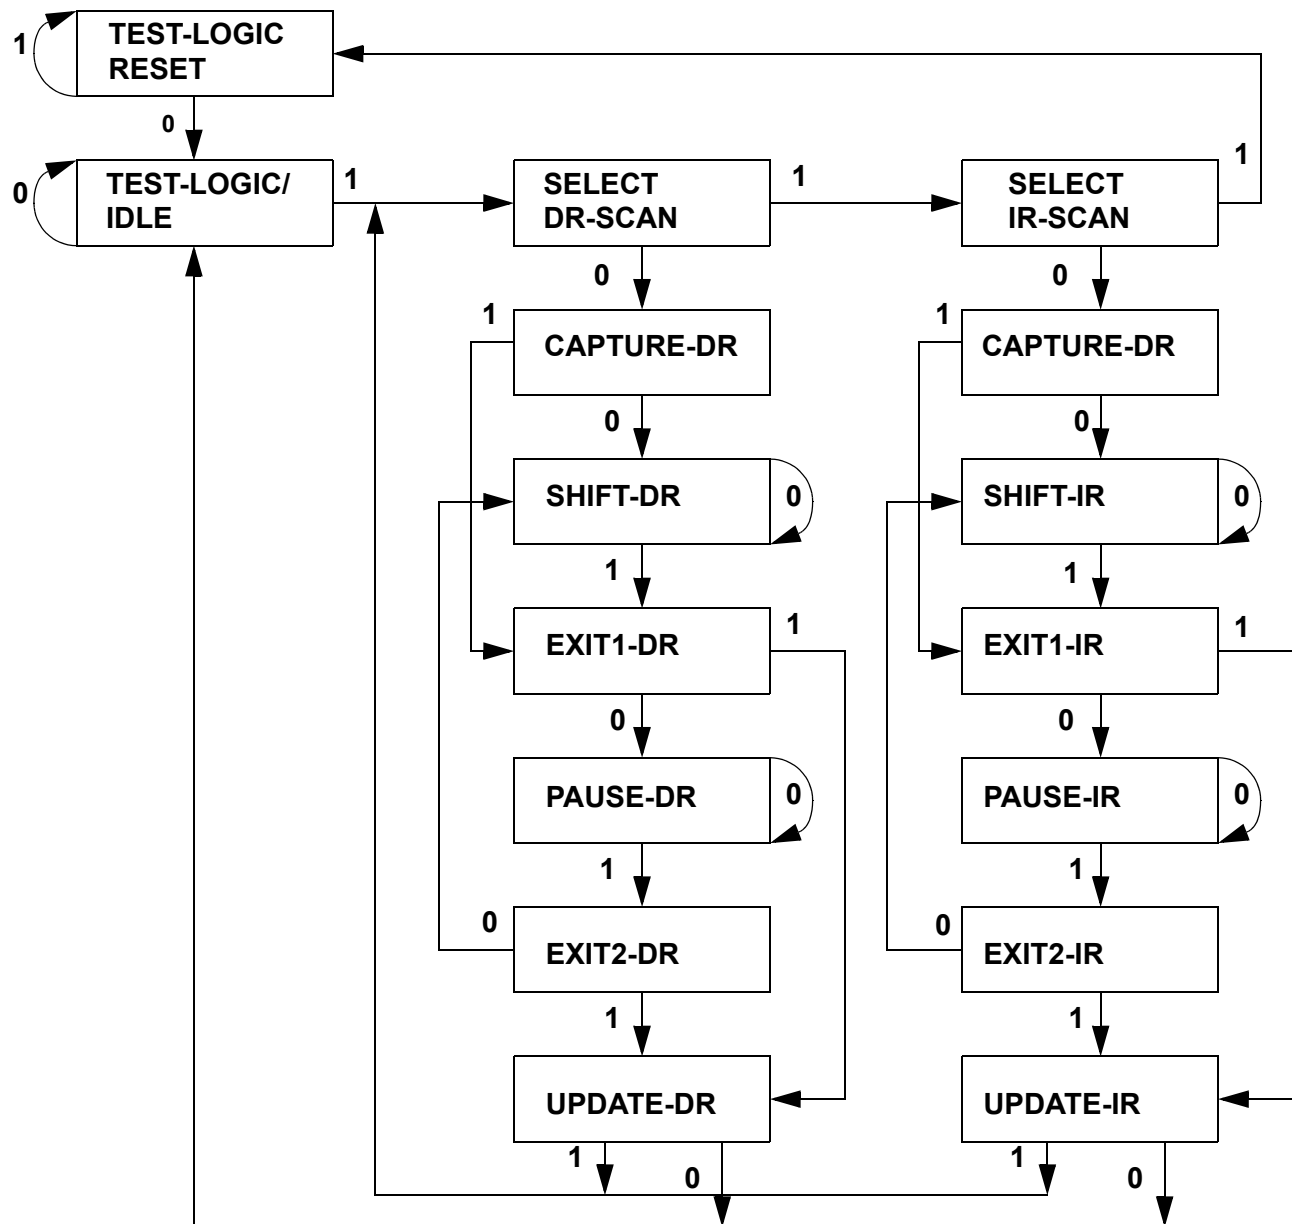 1
TEST-LOGIC
RESET
0
0
TEST-LOGIC/
IDLE
1
SELECT
DR-SCAN
1
SELECT
IR-SCAN
1
0
0
1
CAPTURE-DR
1
CAPTURE-DR
0
0
SHIFT-DR
0
SHIFT-IR
0
1
1
EXIT1-DR
1
EXIT1-IR
1
0
0
PAUSE-DR
0
PAUSE-IR
0
1
1
0
EXIT2-DR
0
EXIT2-IR
1
1
UPDATE-DR
UPDATE-IR
1
0
1
0